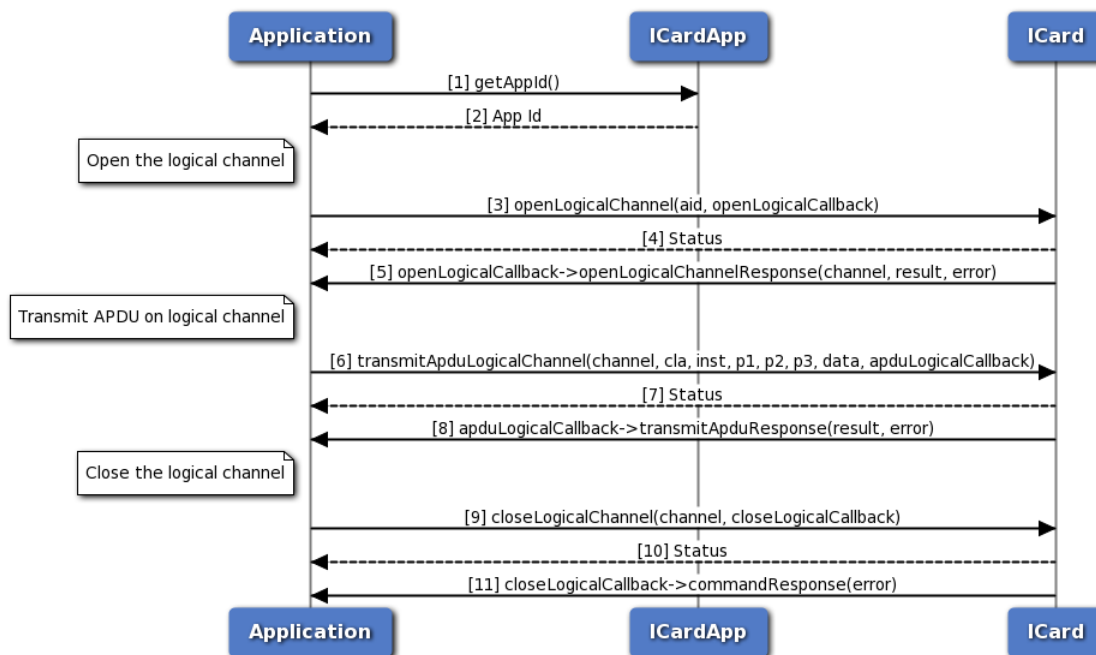 Application
ICardApp
ICard
[1] getAppId()
[2] App Id
Open the logical channel
[3] openLogicalChannel(aid, openLogicalCallback)
[4] Status
[5] openLogicalCallback->openLogicalChannelResponse(channel, result, error)
Transmit APDU on logical channel
[6] transmitApduLogicalChannel(channel, cla, inst, p1, p2, p3, data, apduLogicalCallback)
[7] Status
[8] apduLogicalCallback->transmitApduResponse(result, error)
Close the logical channel
[9] closeLogicalChannel(channel, closeLogicalCallback)
[10] Status
[11] closeLogicalCallback->commandResponse(error)
Application
ICardApp
ICard